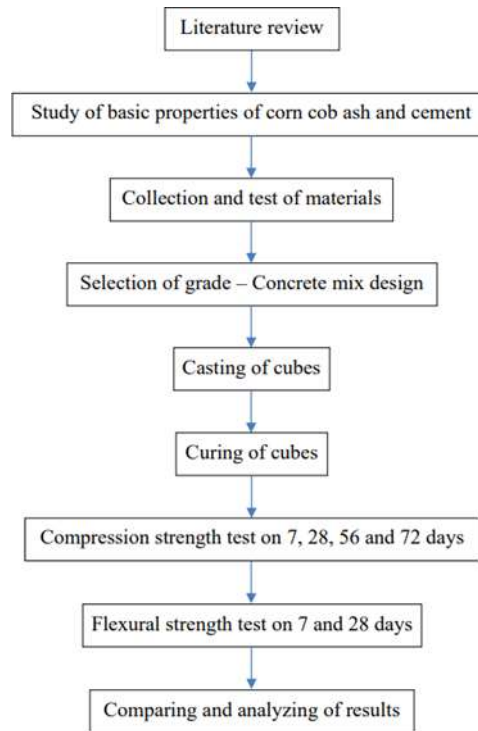 Literature review
Study of basic properties of corn cob ash and cement
Collection and test of materials
Selection of grade – Concrete mix design
Casting of cubes
Curing of cubes
Compression strength test on 7, 28, 56 and 72 days
Flexural strength test on 7 and 28 days
Comparing and analyzing of results